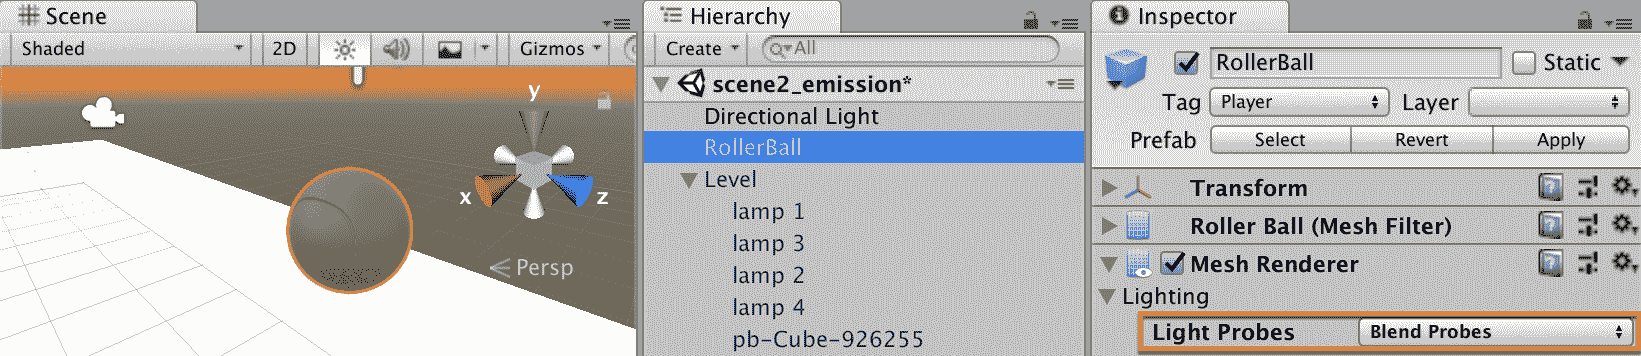 Scene
Shaded
2D
Gizmos
y
x
z
Persp
Hierarchy
Create
All
scene2_emission*
Directional Light
RollerBall
Level
lamp 1
lamp 3
lamp 2
lamp 4
pb-Cube-926255
Inspector
RollerBall
Static
Tag
Player
Layer
Prefab
Select
Revert
Apply
Transform
Roller Ball (Mesh Filter)
Mesh Renderer
Lighting
Light Probes
Blend Probes